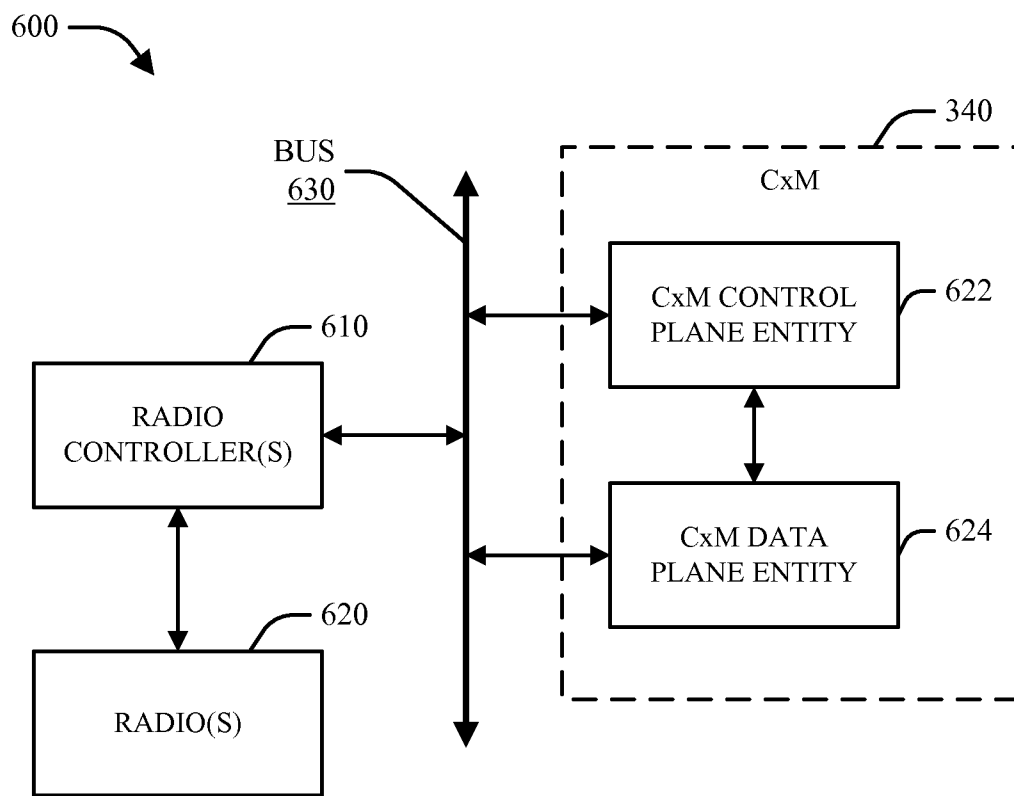 600
340
BUS
630
CxM
CxM CONTROL
PLANE ENTITY
622
610
RADIO
CONTROLLER(S)
CxM DATA
PLANE ENTITY
624
620
RADIO(S)